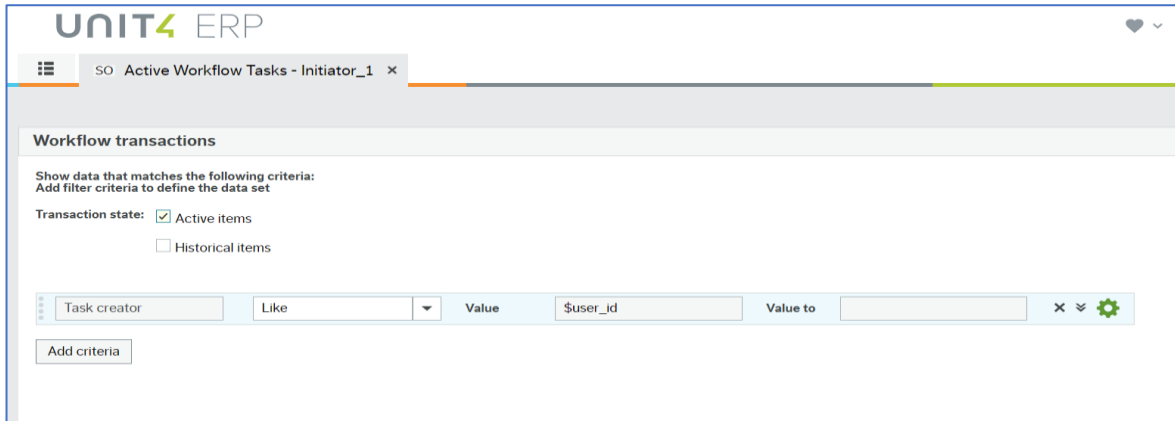 UNIT4 ERP
SO Active Workflow Tasks - Initiator_1 ×
Workflow transactions
Show data that matches the following criteria:
Add filter criteria to define the data set
Transaction state: Active items
Historical items
Task creator Like Value $user_id Value to
Add criteria